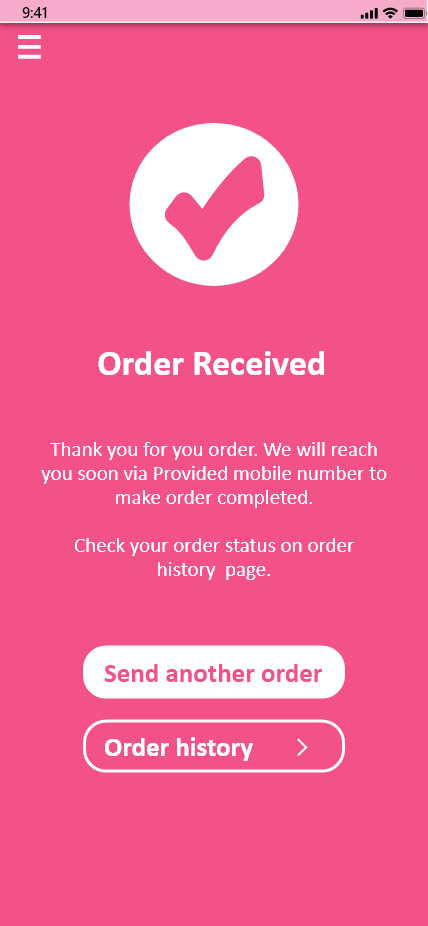 9:41
Order Received
Thank you for you order. We will reach
you soon via Provided mobile number to
make order completed.
Check your order status on order
history  page.
Send another order
Order history